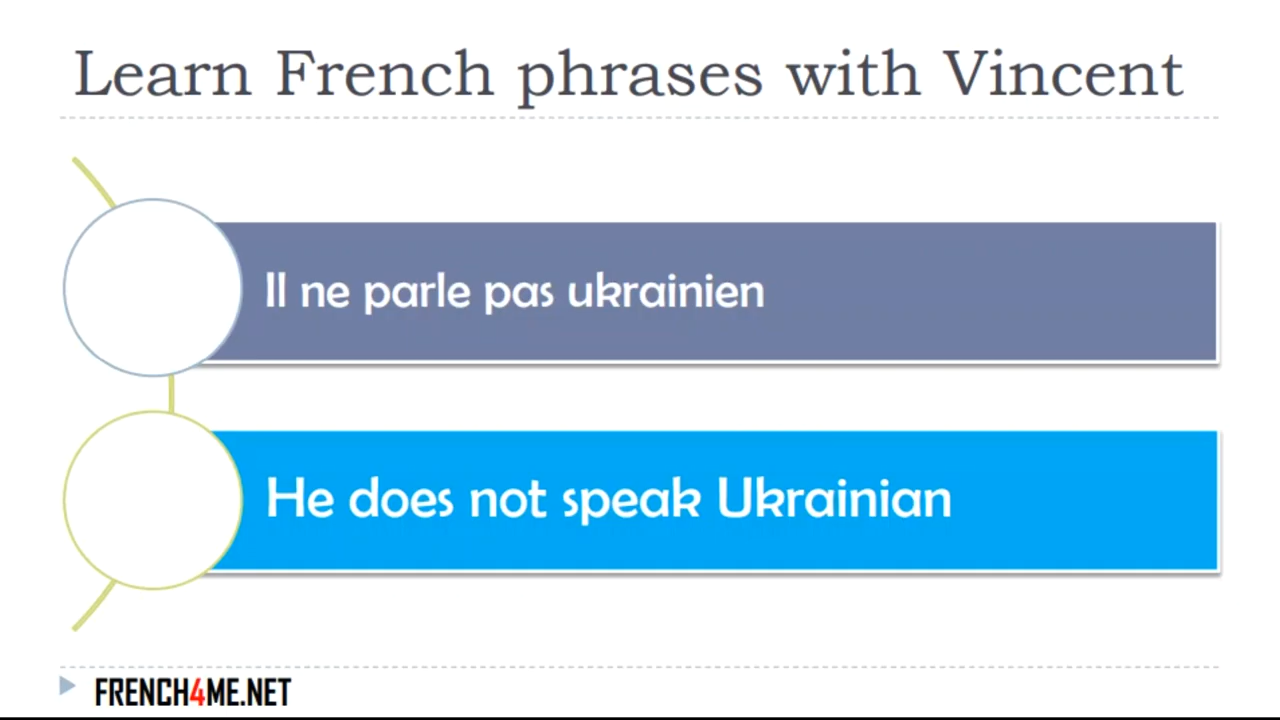 Learn French phrases with Vincent
Il ne parle pas ukrainien
He does not speak Ukrainian
FRENCH4ME.NET